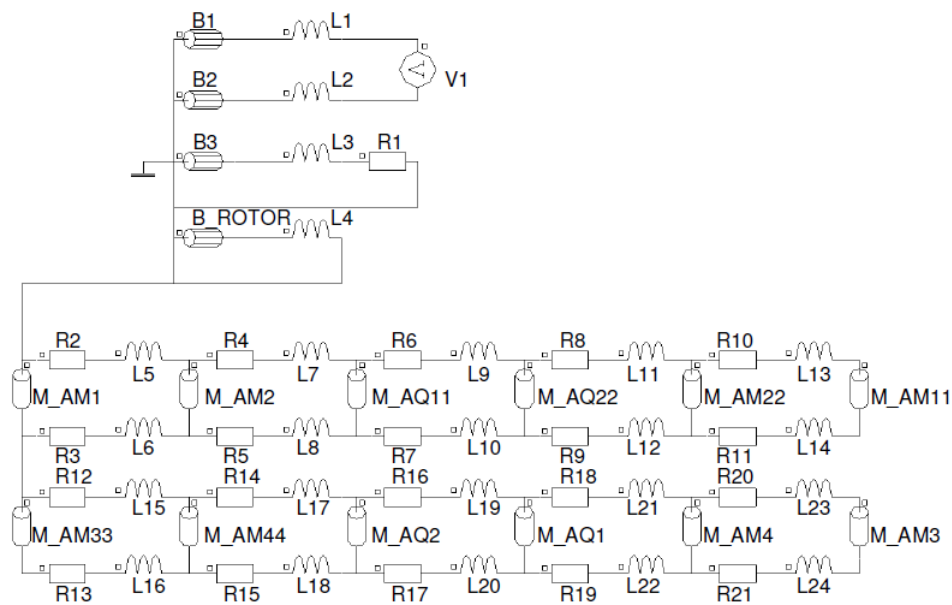 B1 L1
V1
B2 L2
B3 L3 R1
B_ROTOR L4
R2 R4 R6 R8 R10
L5 L7 L9 L11 L13
M_AM1 M_AM2 M_AQ11 M_AQ22 M_AM22 M_AM11
L6 L8 L10 L12 L14
R3 R5 R7 R9 R11
R12 R14 R16 R18 R20
L15 L17 L19 L21 L23
M_AM33 M_AM44 M_AQ2 M_AQ1 M_AM4 M_AM3
L16 L18 L20 L22 L24
R13 R15 R17 R19 R21